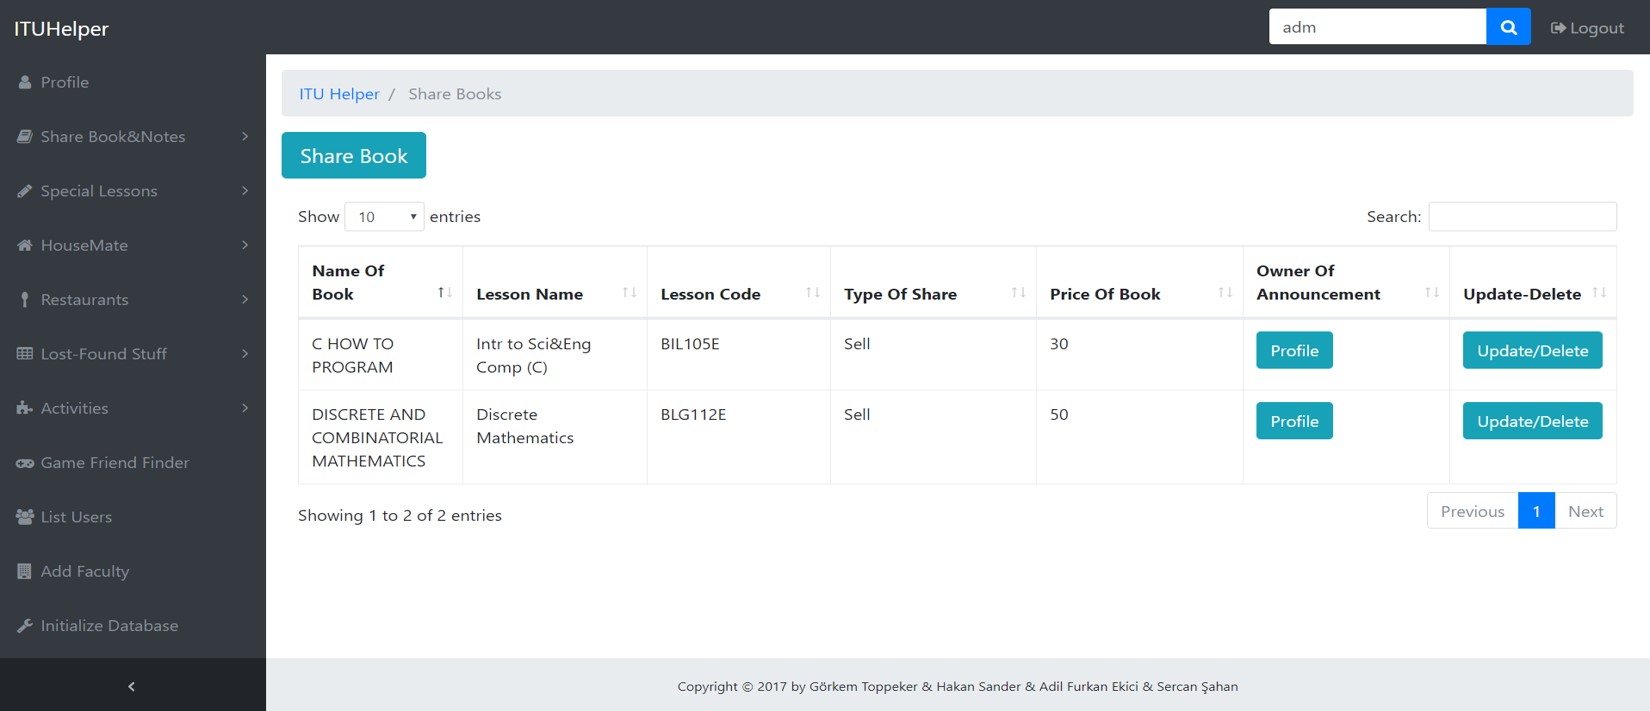 ITUHelper
adm
Logout
Profile
Share Book&Notes
Special Lessons
HouseMate
Restaurants
Lost-Found Stuff
Activities
Game Friend Finder
List Users
Add Faculty
Initialize Database
ITU Helper / Share Books
Share Book
Show 10 entries
Search:
Name Of
Book
Lesson Name
Lesson Code
Type Of Share
Price Of Book
Owner Of
Announcement
Update-Delete
C HOW TO
PROGRAM
Intr to Sci&Eng
Comp (C)
BIL105E
Sell
30
Profile
Update/Delete
DISCRETE AND
COMBINATORIAL
MATHEMATICS
Discrete
Mathematics
BLG112E
Sell
50
Profile
Update/Delete
Showing 1 to 2 of 2 entries
Previous 1 Next
Copyright © 2017 by Görkem Toppeker & Hakan Sander & Adil Furkan Ekici & Sercan Şahan